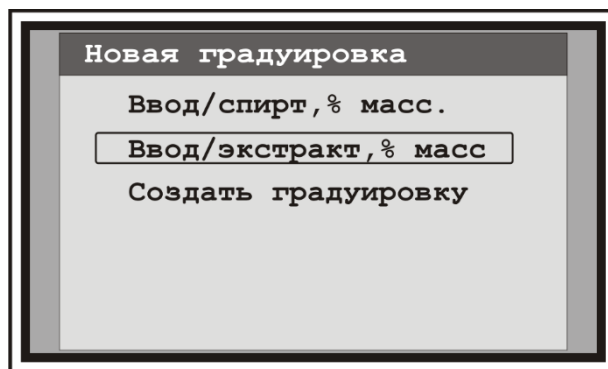 Новая градуировка
Ввод/спирт,% масс.
Ввод/экстракт,% масс
Создать градуировку